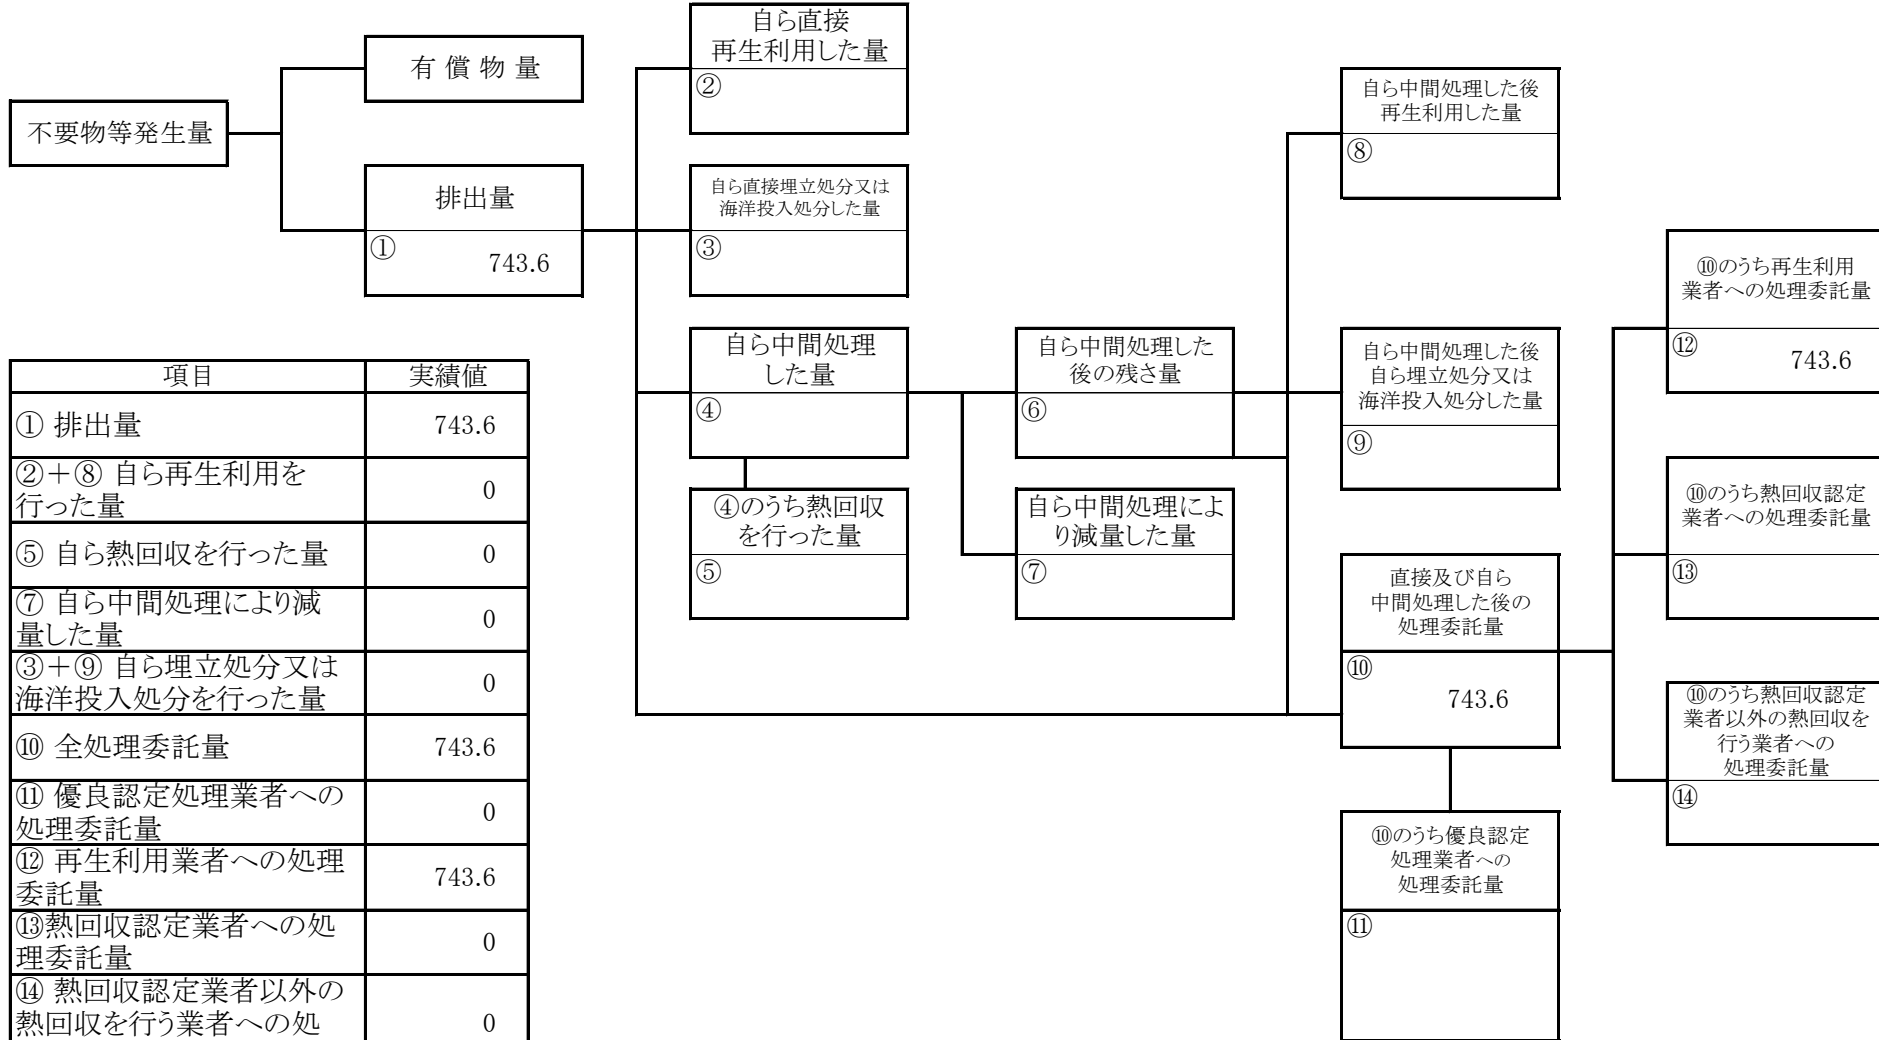 不要物等発生量
有 償 物 量
排出量
①
743.6
自ら直接
再生利用した量
②
自ら直接埋立処分又は
海洋投入処分した量
③
自ら中間処理
した量
④
④のうち熱回収
を行った量
⑤
自ら中間処理した
後の残さ量
⑥
自ら中間処理によ
り減量した量
⑦
自ら中間処理した後
再生利用した量
⑧
自ら中間処理した後
自ら埋立処分又は
海洋投入処分した量
⑨
直接及び自ら
中間処理した後の
処理委託量
⑩
743.6
⑩のうち優良認定
処理業者への
処理委託量
⑪
⑩のうち再生利用
業者への処理委託量
⑫
743.6
⑩のうち熱回収認定
業者への処理委託量
⑬
⑩のうち熱回収認定
業者以外の熱回収を
行う業者への
処理委託量
⑭
項目 実績値
① 排出量 743.6
②＋⑧ 自ら再生利用を
行った量 0
⑤ 自ら熱回収を行った量 0
⑦ 自ら中間処理により減
量した量 0
③＋⑨ 自ら埋立処分又は
海洋投入処分を行った量 0
⑩ 全処理委託量 743.6
⑪ 優良認定処理業者への
処理委託量 0
⑫ 再生利用業者への処理
委託量 743.6
⑬熱回収認定業者への処
理委託量 0
⑭ 熱回収認定業者以外の
熱回収を行う業者への処 0